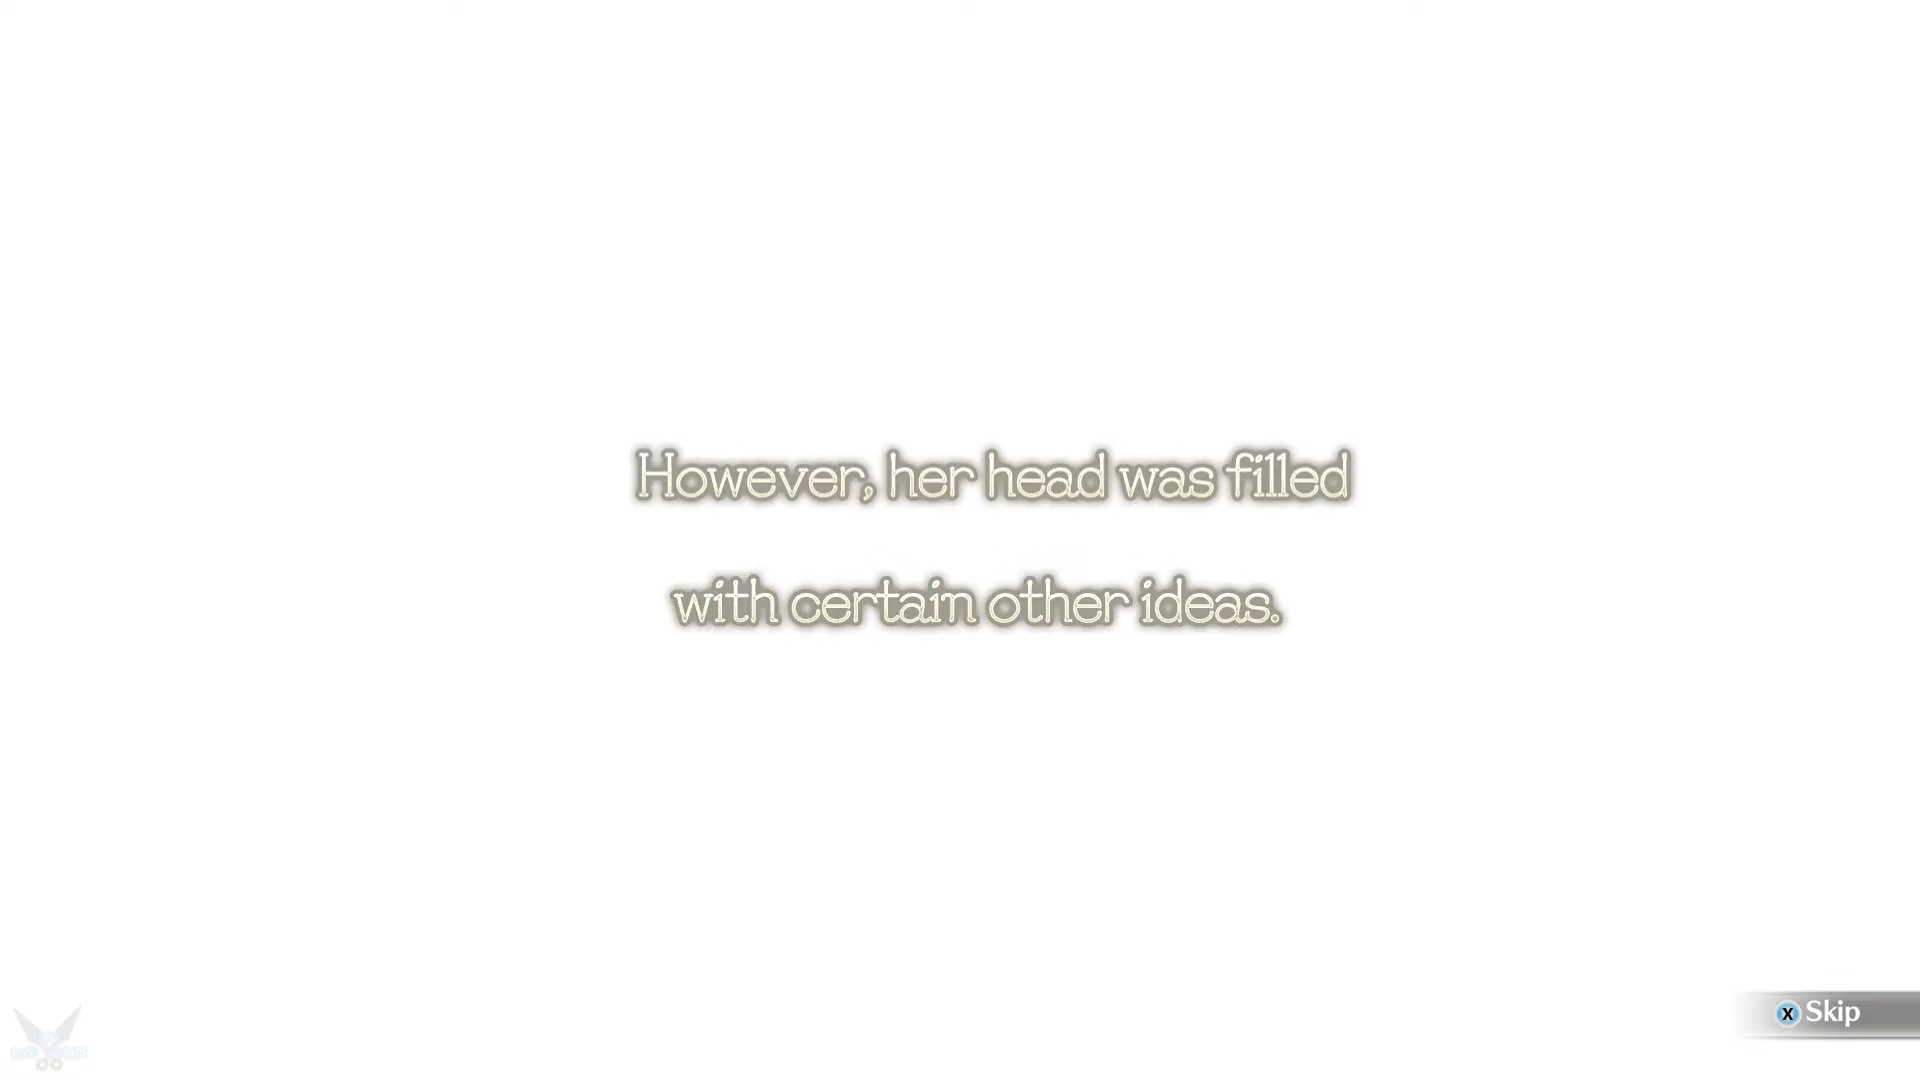 However, her head was filled
with certain other ideas.
X Skip